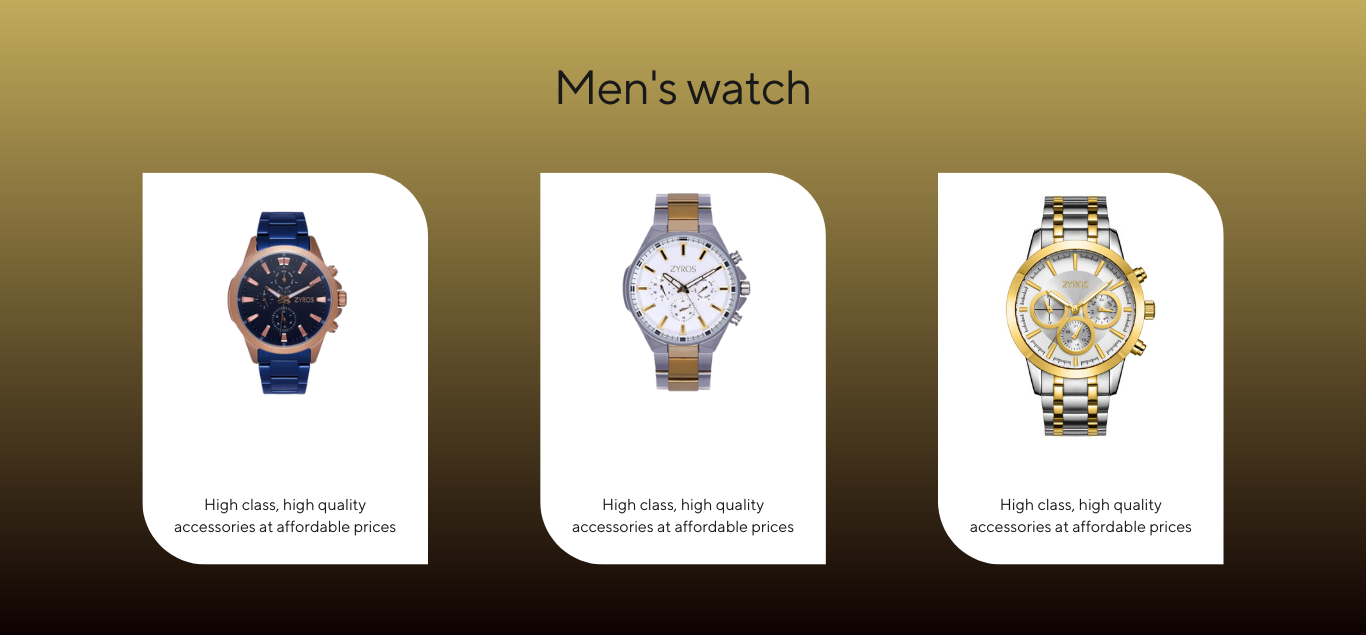 Men's watch
ZYROS
ZYROS
ZYROS
High class, high quality
accessories at affordable prices
High class, high quality
accessories at affordable prices
High class, high quality
accessories at affordable prices